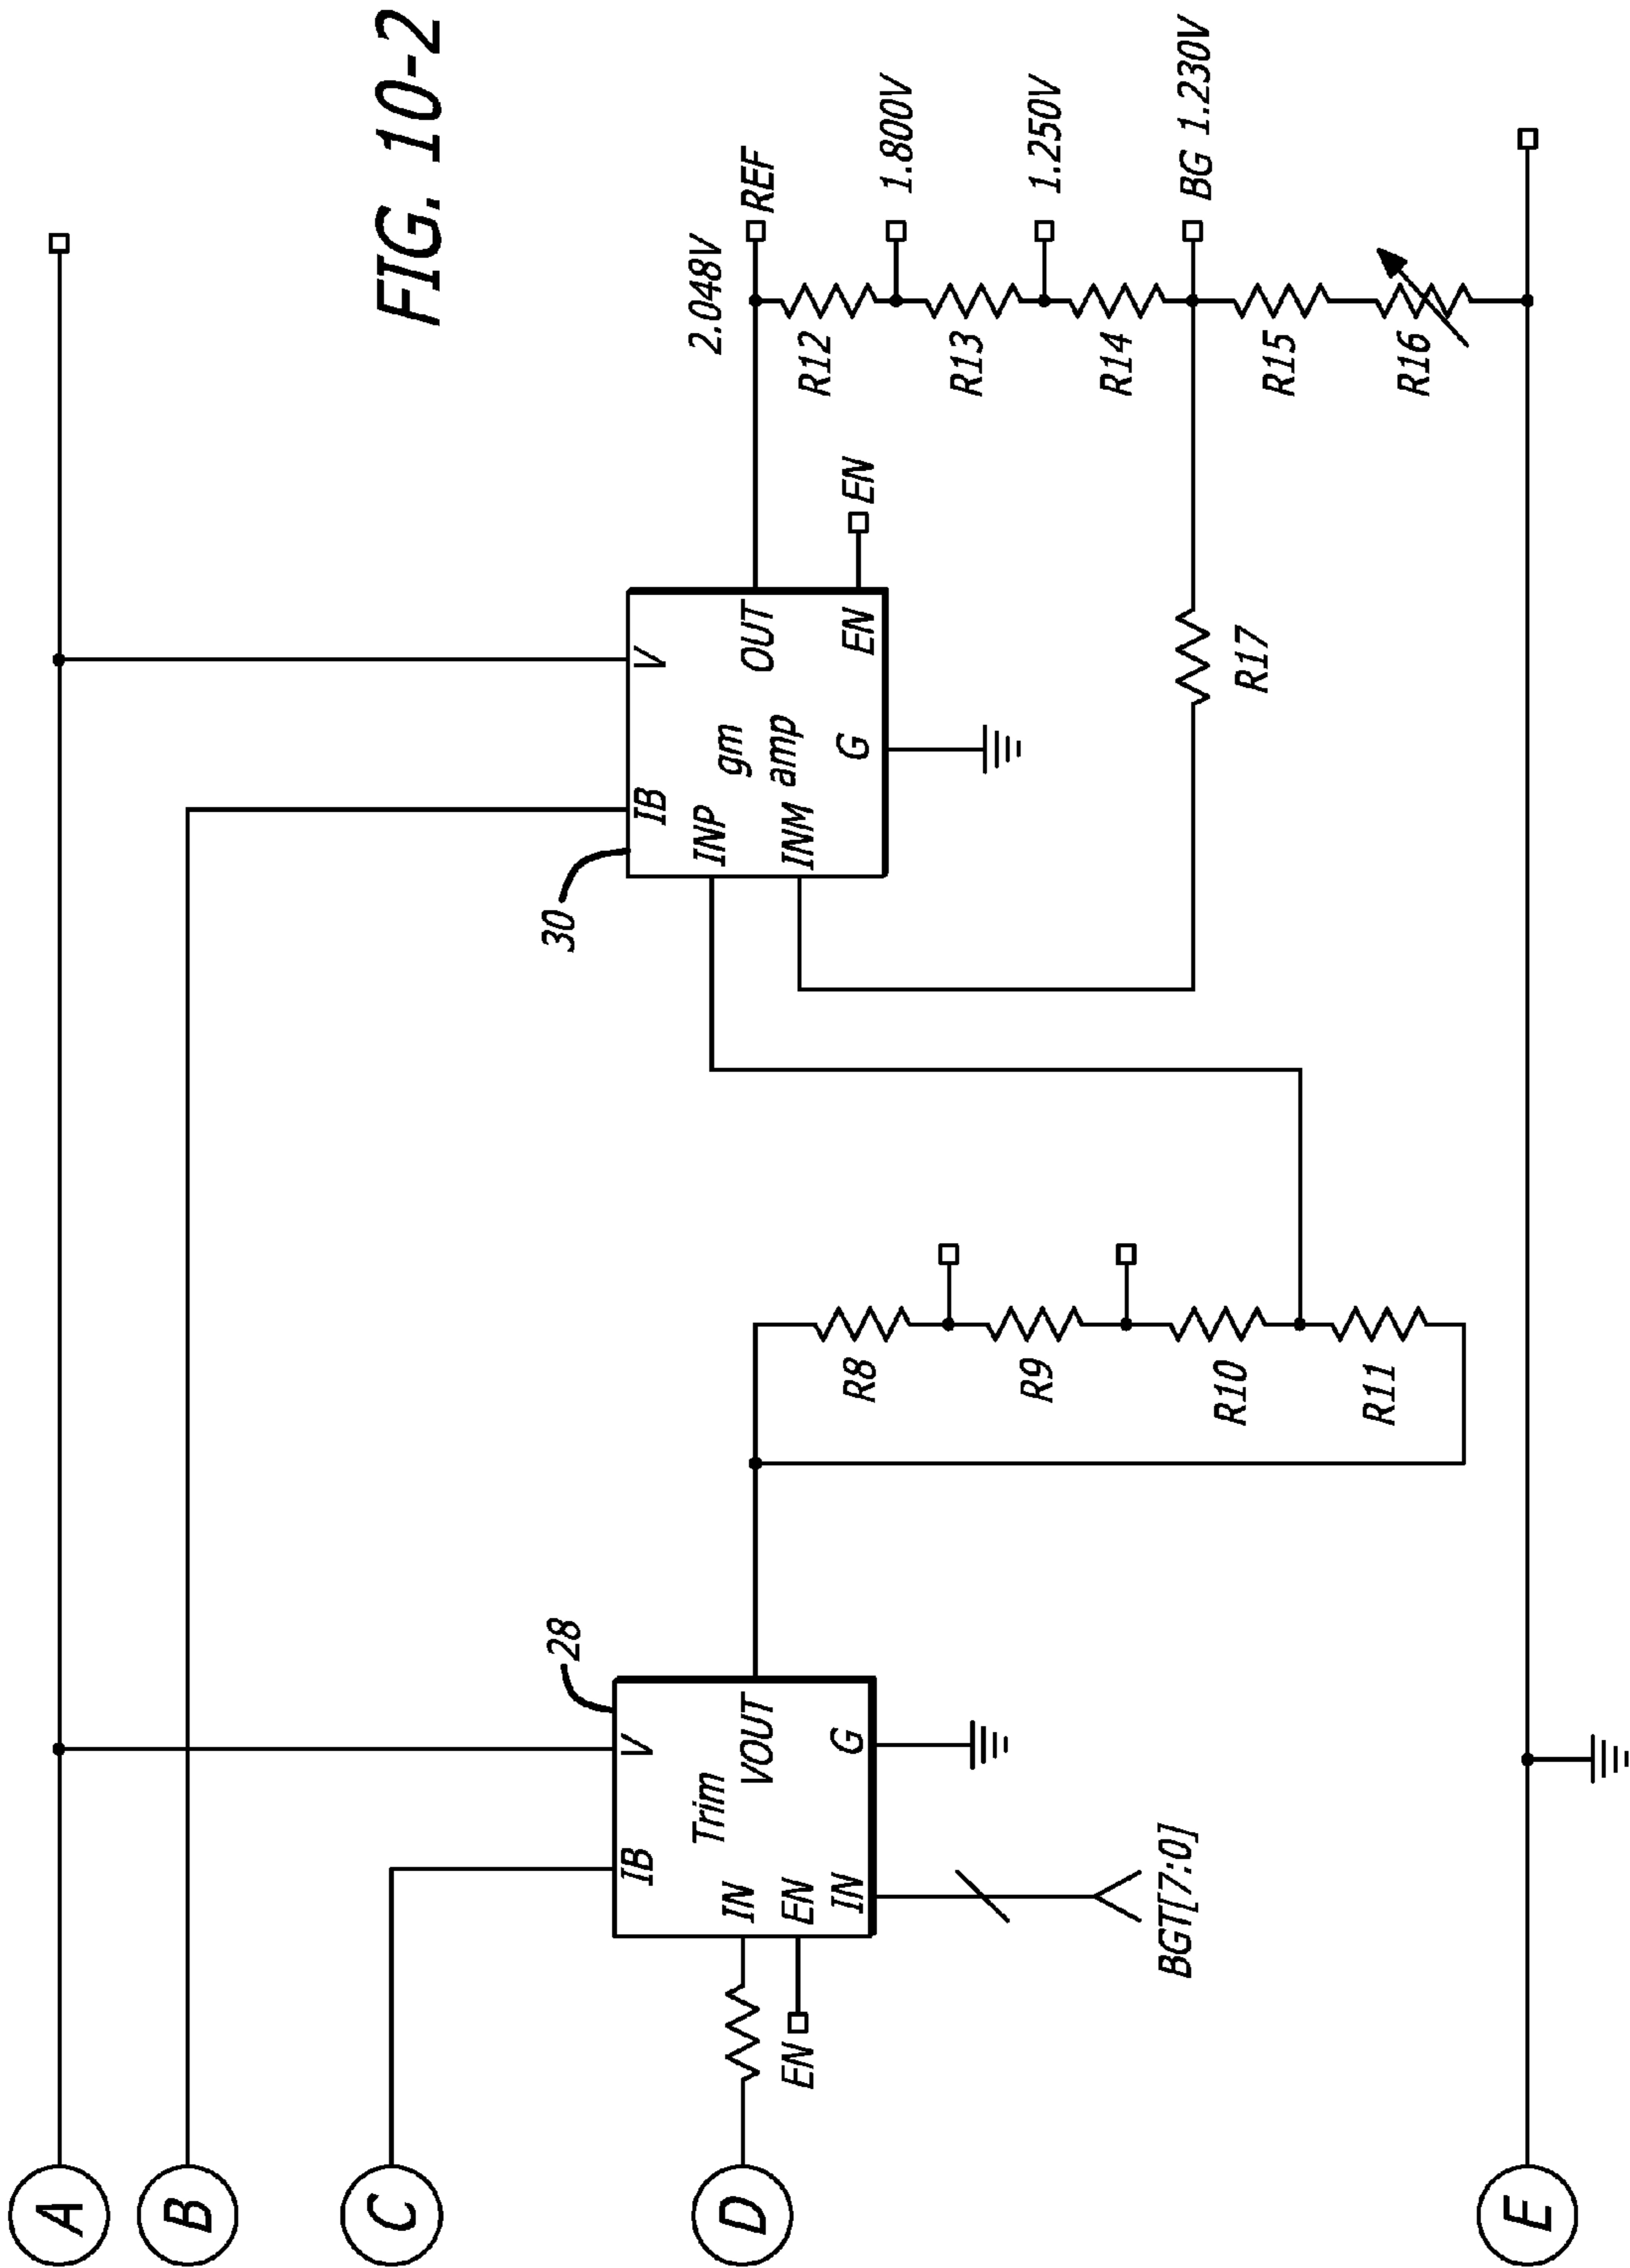 FIG. 10-2
A
B
C
D
E
28
IB
V
Trim
IN
VOUT
EN
EN
IN
G
BGT[7:0]
R8
R9
R10
R11
30
IB
V
INP
gm
OUT
INM
amp
G
EN
EN
R17
2.048V
REF
R12
1.800V
R13
1.250V
R14
BG 1.230V
R15
R16